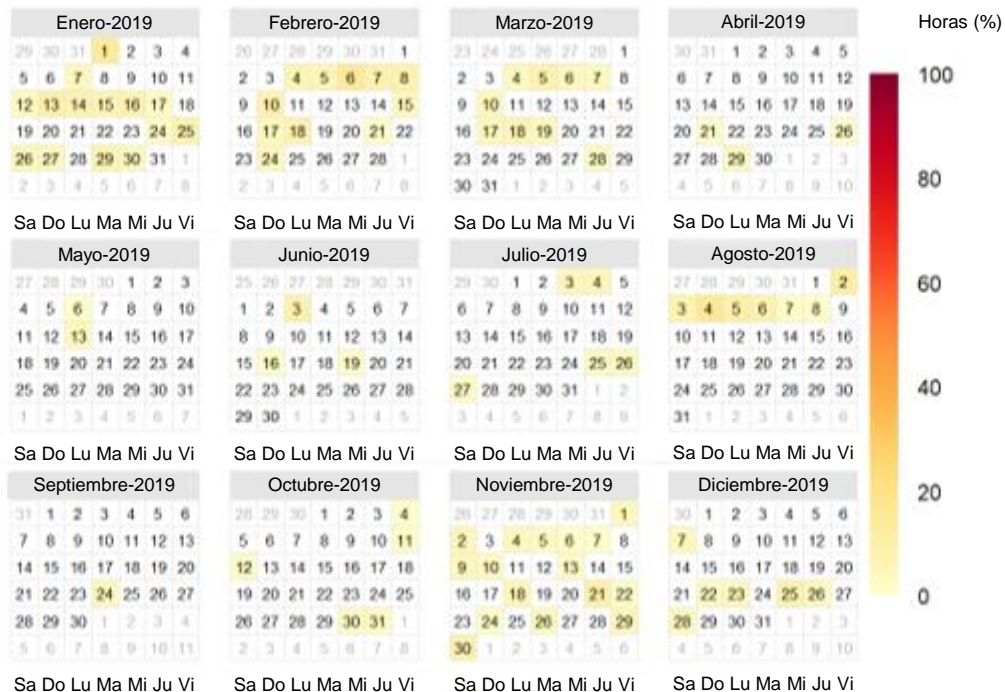 Enero-2019
29 30 31 1 2 3 4
5 6 7 8 9 10 11
12 13 14 15 16 17 18
19 20 21 22 23 24 25
26 27 28 29 30 31 1
2 3 4 5 6 7 8
Sa Do Lu Ma Mi Ju Vi
Febrero-2019
26 27 28 29 30 31 1
2 3 4 5 6 7 8
9 10 11 12 13 14 15
16 17 18 19 20 21 22
23 24 25 26 27 28 1
2 3 4 5 6 7 8
Sa Do Lu Ma Mi Ju Vi
Marzo-2019
23 24 25 26 27 28 1
2 3 4 5 6 7 8
9 10 11 12 13 14 15
16 17 18 19 20 21 22
23 24 25 26 27 28 29
30 31 1 2 3 4 5
Sa Do Lu Ma Mi Ju Vi
Abril-2019
30 31 1 2 3 4 5
6 7 8 9 10 11 12
13 14 15 16 17 18 19
20 21 22 23 24 25 26
27 28 29 30 1 2 3
4 5 6 7 8 9 10
Sa Do Lu Ma Mi Ju Vi
Mayo-2019
27 28 29 30 1 2 3
4 5 6 7 8 9 10
11 12 13 14 15 16 17
18 19 20 21 22 23 24
25 26 27 28 29 30 31
1 2 3 4 5 6 7
Sa Do Lu Ma Mi Ju Vi
Junio-2019
25 26 27 28 29 30 31
1 2 3 4 5 6 7
8 9 10 11 12 13 14
15 16 17 18 19 20 21
22 23 24 25 26 27 28
29 30 1 2 3 4 5
Sa Do Lu Ma Mi Ju Vi
Julio-2019
29 30 1 2 3 4 5
6 7 8 9 10 11 12
13 14 15 16 17 18 19
20 21 22 23 24 25 26
27 28 29 30 31 1 2
3 4 5 6 7 8 9
Sa Do Lu Ma Mi Ju Vi
Agosto-2019
27 28 29 30 31 1 2
3 4 5 6 7 8 9
10 11 12 13 14 15 16
17 18 19 20 21 22 23
24 25 26 27 28 29 30
31 1 2 3 4 5 6
Sa Do Lu Ma Mi Ju Vi
Septiembre-2019
31 1 2 3 4 5 6
7 8 9 10 11 12 13
14 15 16 17 18 19 20
21 22 23 24 25 26 27
28 29 30 1 2 3 4
5 6 7 8 9 10 11
Sa Do Lu Ma Mi Ju Vi
Octubre-2019
28 29 30 1 2 3 4
5 6 7 8 9 10 11
12 13 14 15 16 17 18
19 20 21 22 23 24 25
26 27 28 29 30 31 1
2 3 4 5 6 7 8
Sa Do Lu Ma Mi Ju Vi
Noviembre-2019
26 27 28 29 30 31 1
2 3 4 5 6 7 8
9 10 11 12 13 14 15
16 17 18 19 20 21 22
23 24 25 26 27 28 29
30 1 2 3 4 5 6
Sa Do Lu Ma Mi Ju Vi
Diciembre-2019
30 1 2 3 4 5 6
7 8 9 10 11 12 13
14 15 16 17 18 19 20
21 22 23 24 25 26 27
28 29 30 31 1 2 3
4 5 6 7 8 9 10
Sa Do Lu Ma Mi Ju Vi
Horas (%)
100
80
60
40
20
0